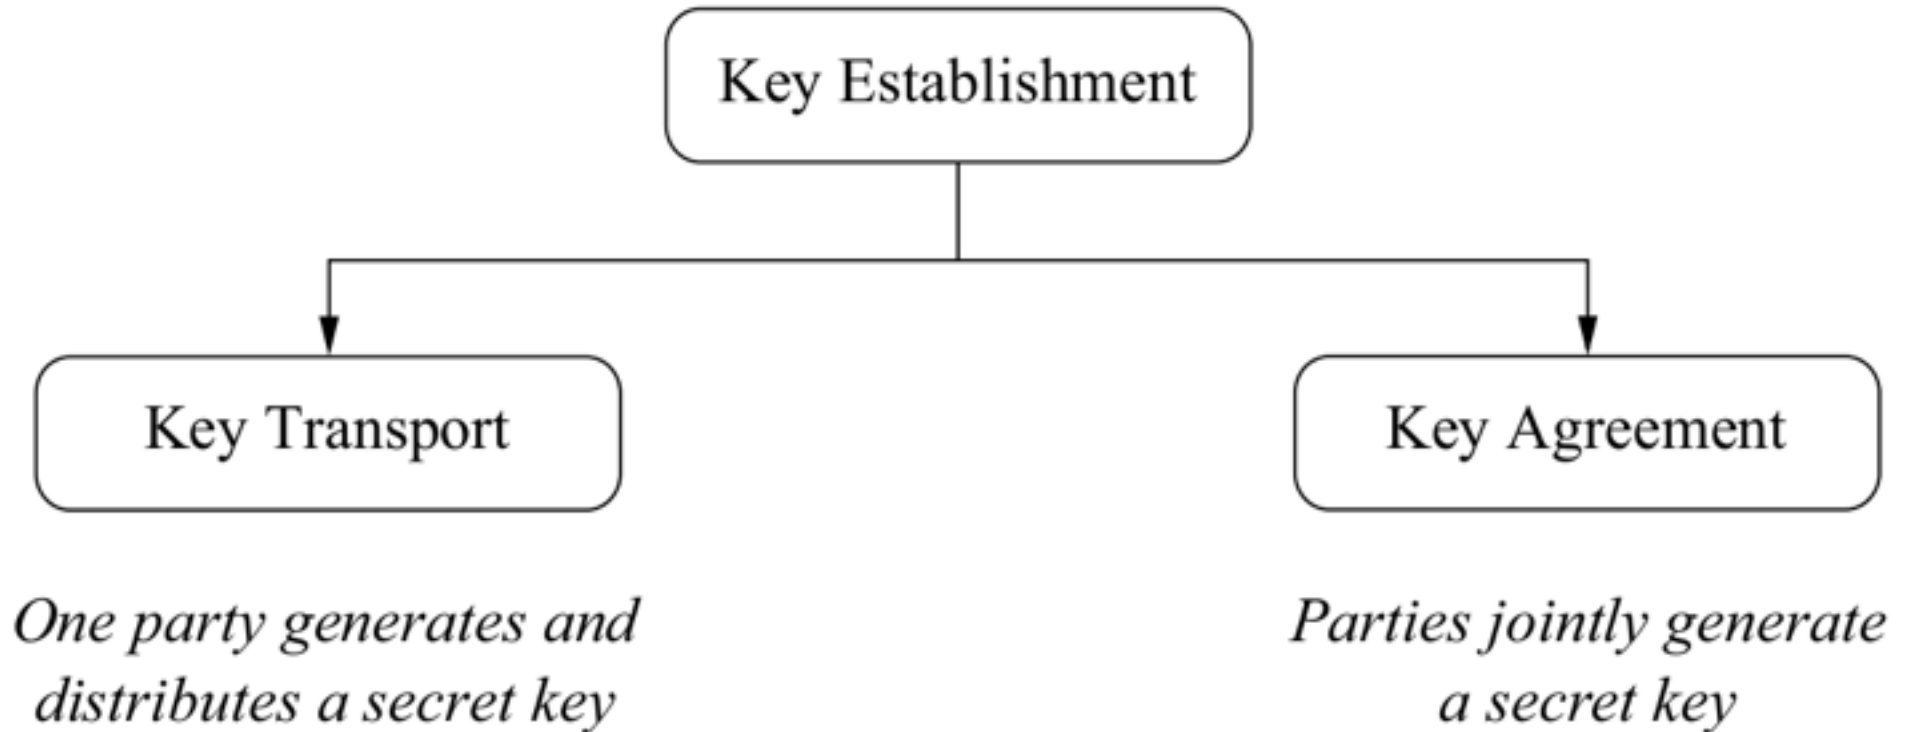 Key Establishment
Key Transport
Key Agreement
One party generates and
distributes a secret key
Parties jointly generate
a secret key